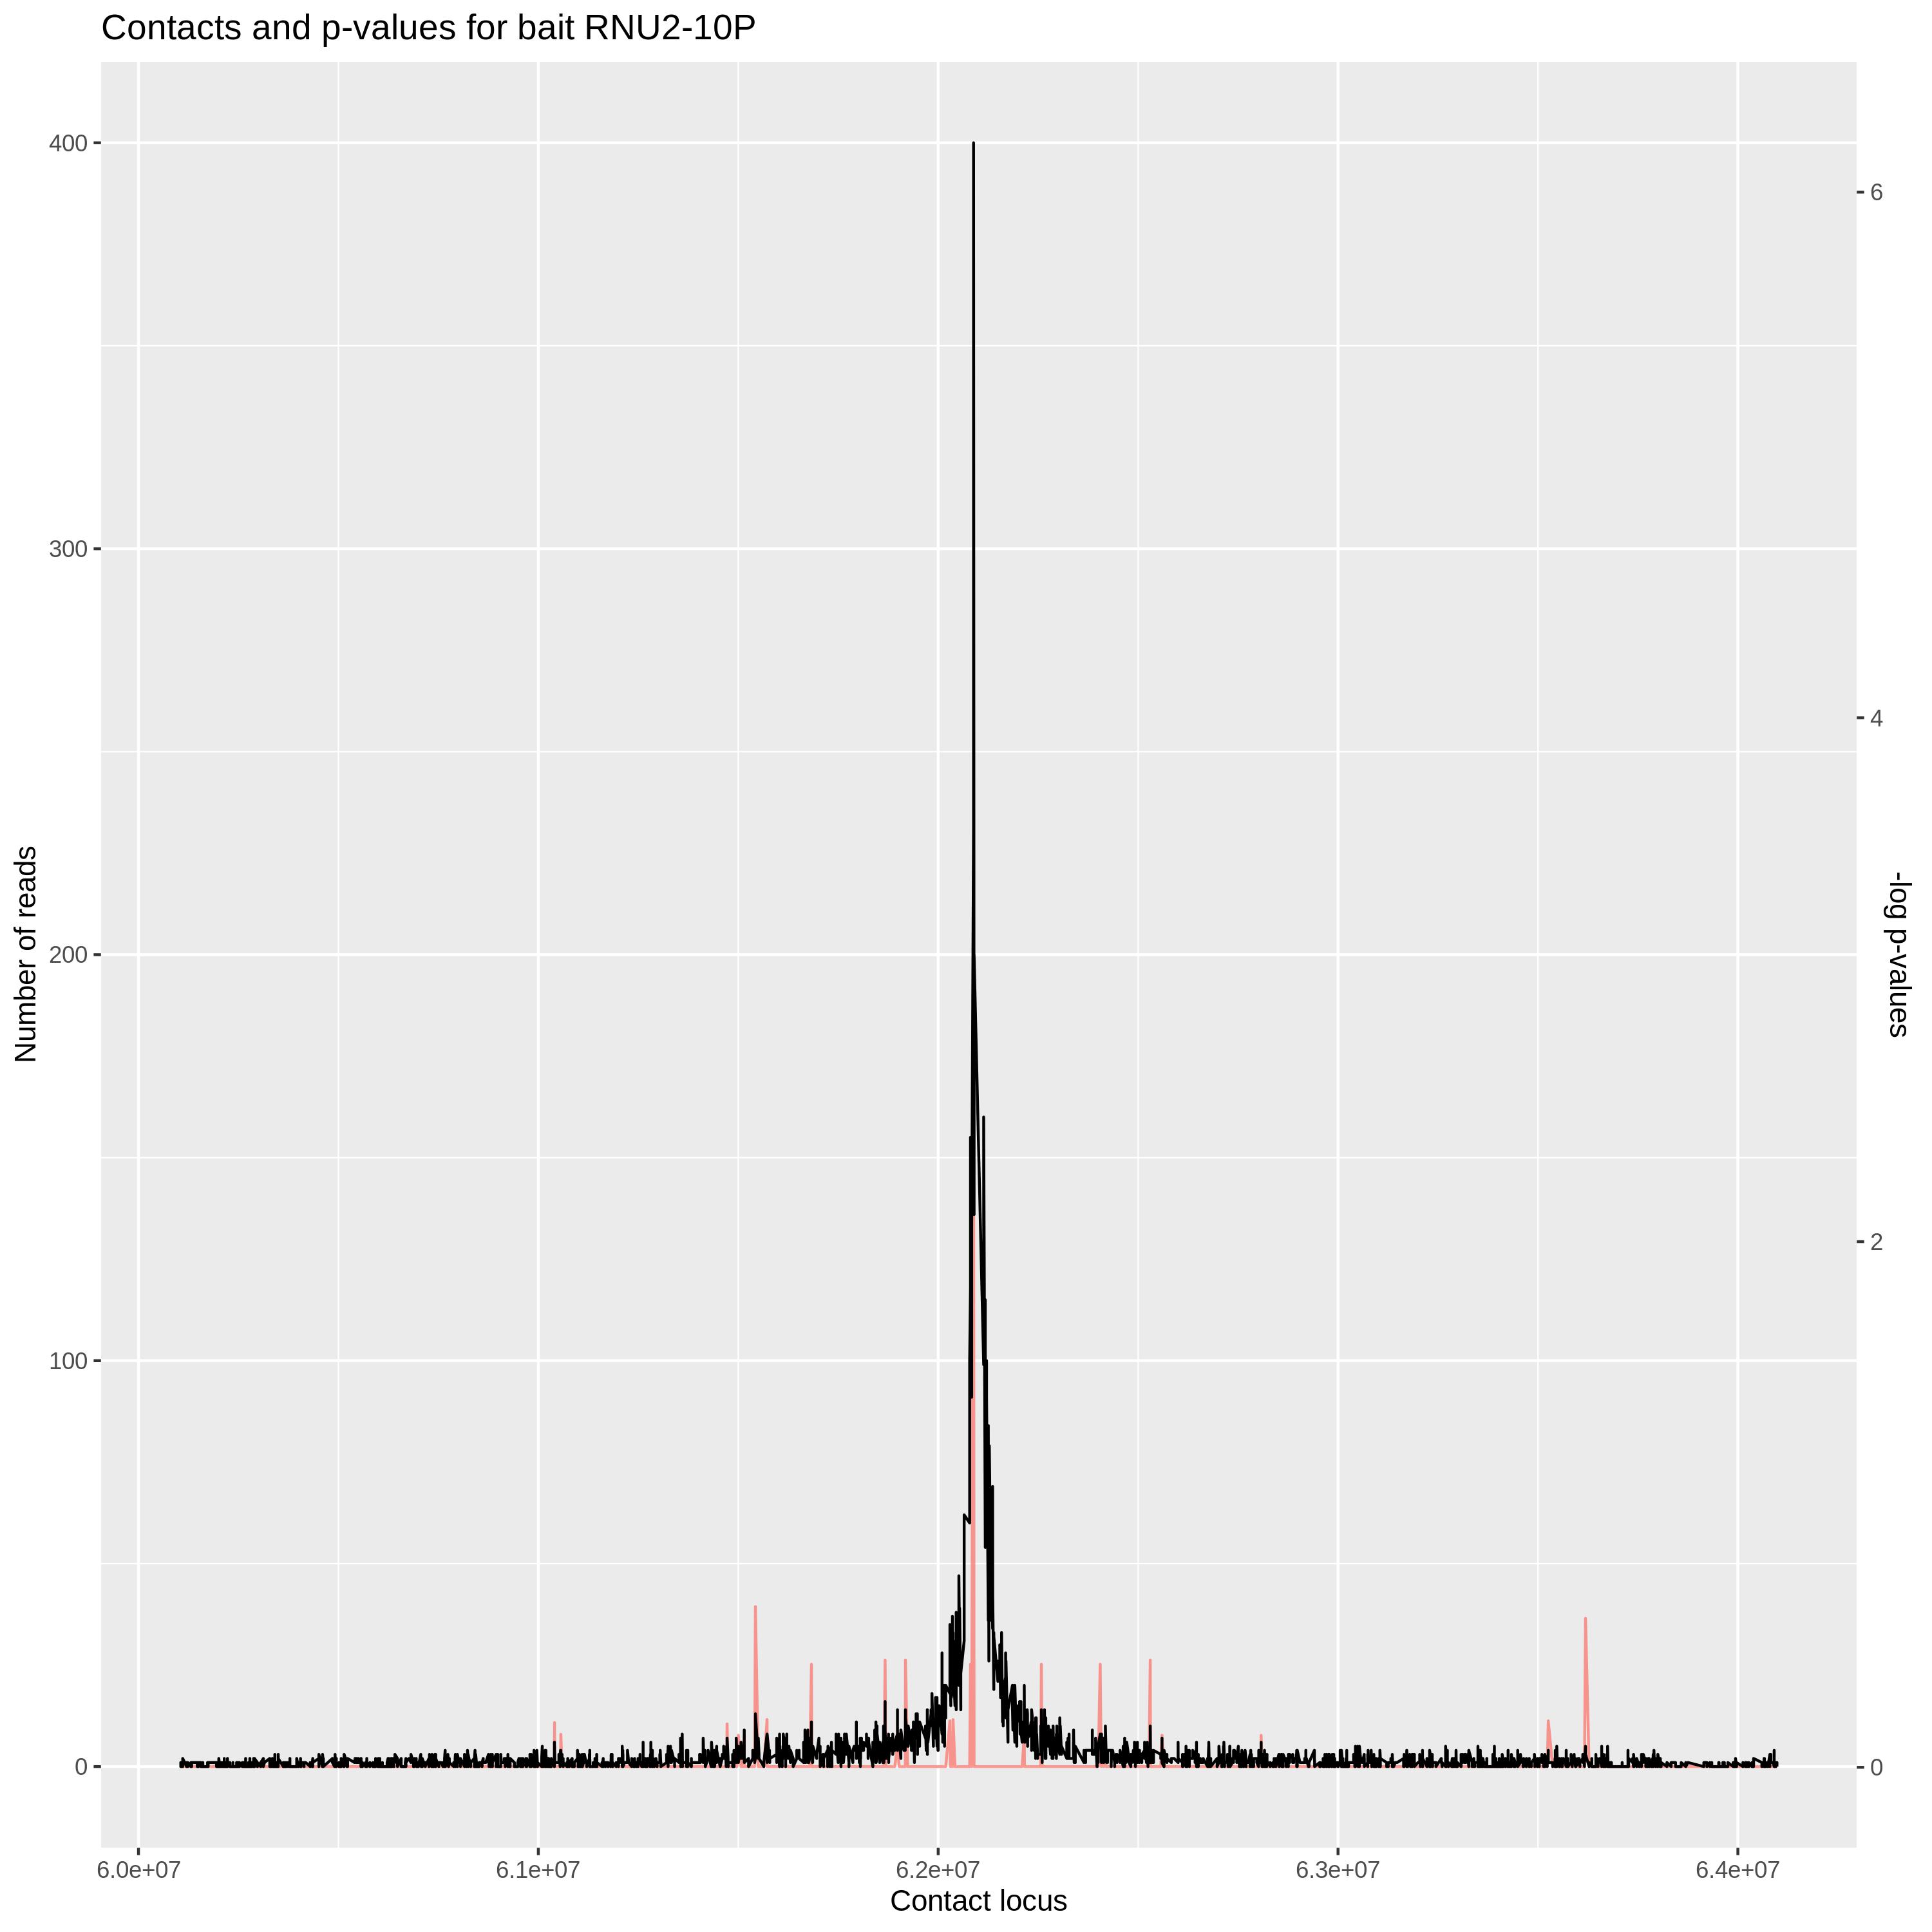 Contacts and p-values for bait RNU2-10P
400
300
200
100
0
Number of reads
6
4
2
0
-log p-values
6.0e+07 6.1e+07 6.2e+07 6.3e+07 6.4e+07
Contact locus